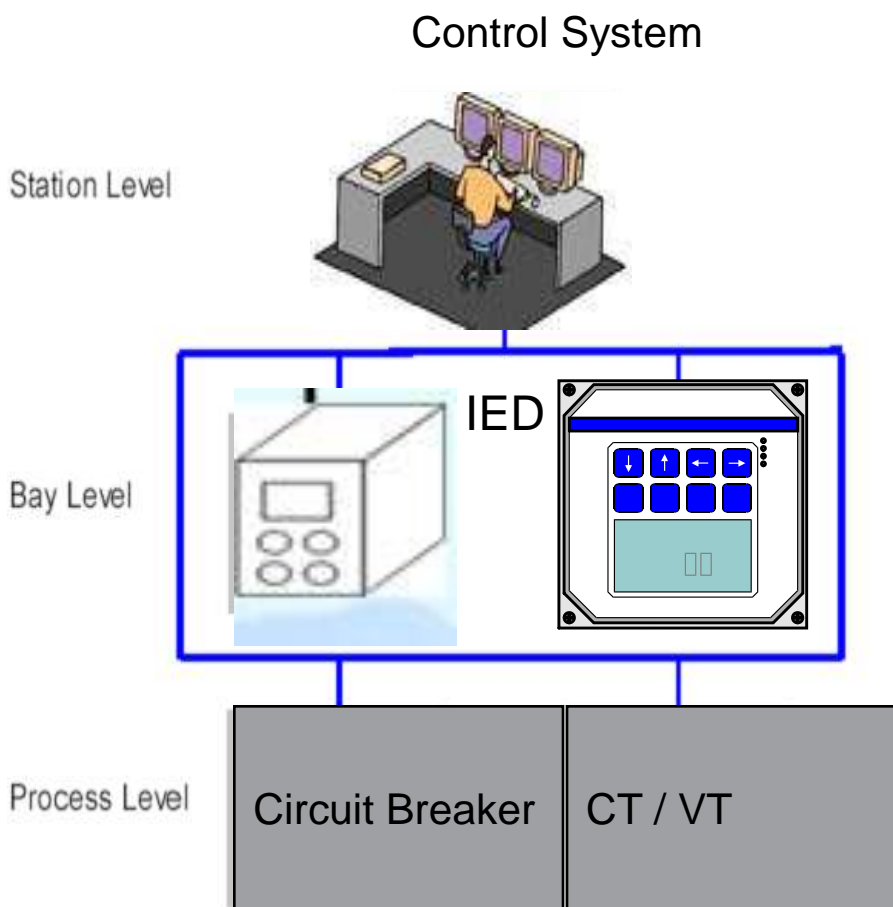 Control System
Station Level
IED
Bay Level
Process Level
Circuit Breaker
CT / VT